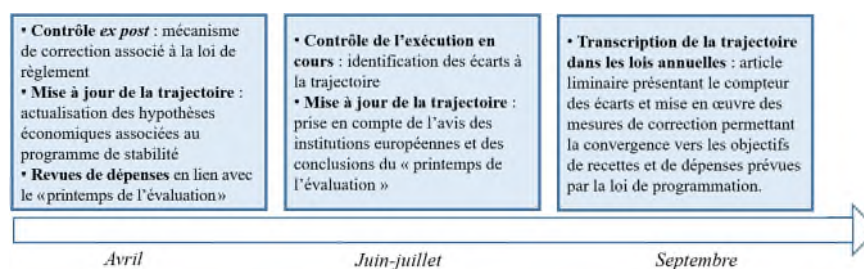 • Contrôle ex post : mécanisme
de correction associé à la loi de
règlement
• Mise à jour de la trajectoire :
actualisation des hypothèses
économiques associées au
programme de stabilité
• Revues de dépenses en lien avec
le « printemps de l’évaluation »
• Contrôle de l’exécution en
cours : identification des écarts à
la trajectoire
• Mise à jour de la trajectoire :
prise en compte de l’avis des
institutions européennes et des
conclusions du « printemps de
l’évaluation »
• Transcription de la trajectoire
dans les lois annuelles : article
liminaire présentant le compteur
des écarts et mise en œuvre des
mesures de correction permettant
la convergence vers les objectifs
de recettes et de dépenses prévues
par la loi de programmation.
Avril
Juin-juillet
Septembre